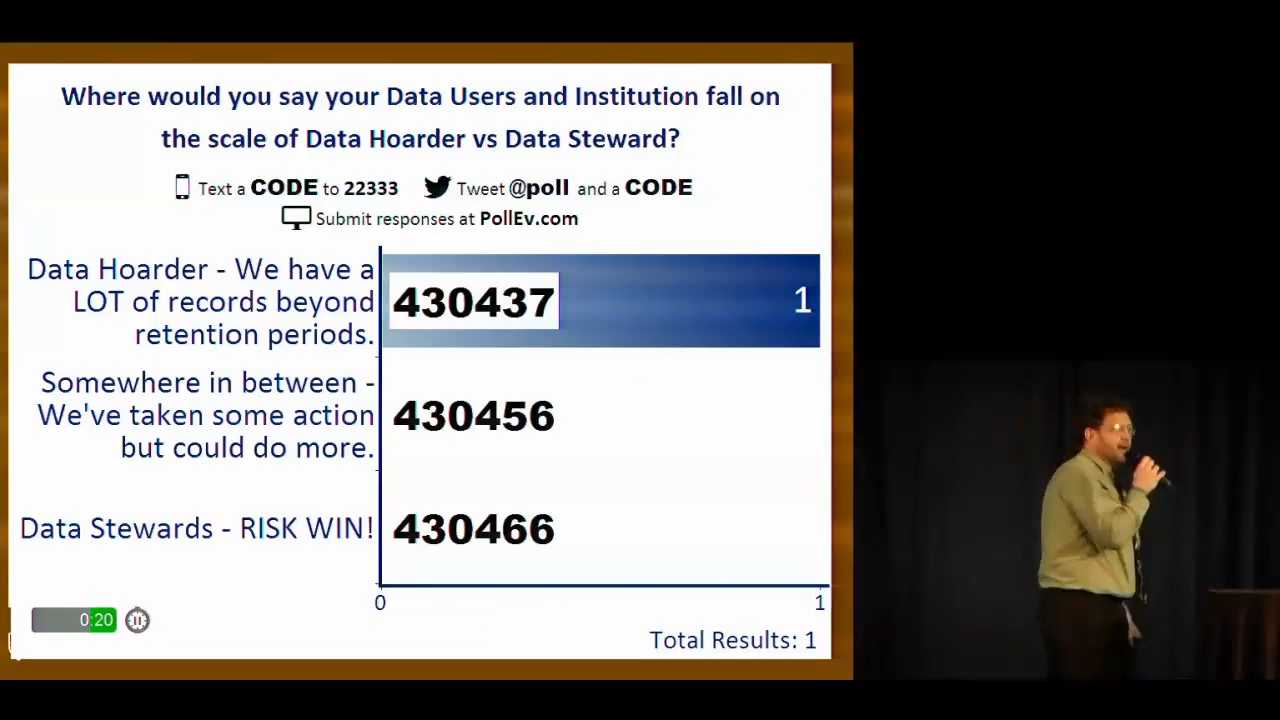 Where would you say your Data Users and Institution fall on
the scale of Data Hoarder vs Data Steward?
Text a CODE to 22333 Tweet @poll and a CODE
Submit responses at PollEv.com
Data Hoarder - We have a
LOT of records beyond
retention periods.
430437
1
Somewhere in between -
We've taken some action
but could do more.
430456
Data Stewards - RISK WIN!
430466
0
1
0:20
Total Results: 1